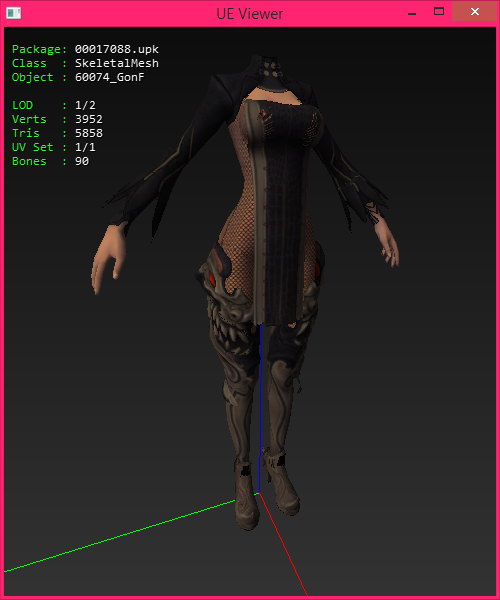 UE Viewer
Package: 00017088.upk
Class  : SkeletalMesh
Object : 60074_GonF
LOD    : 1/2
Verts  : 3952
Tris   : 5858
UV Set : 1/1
Bones  : 90